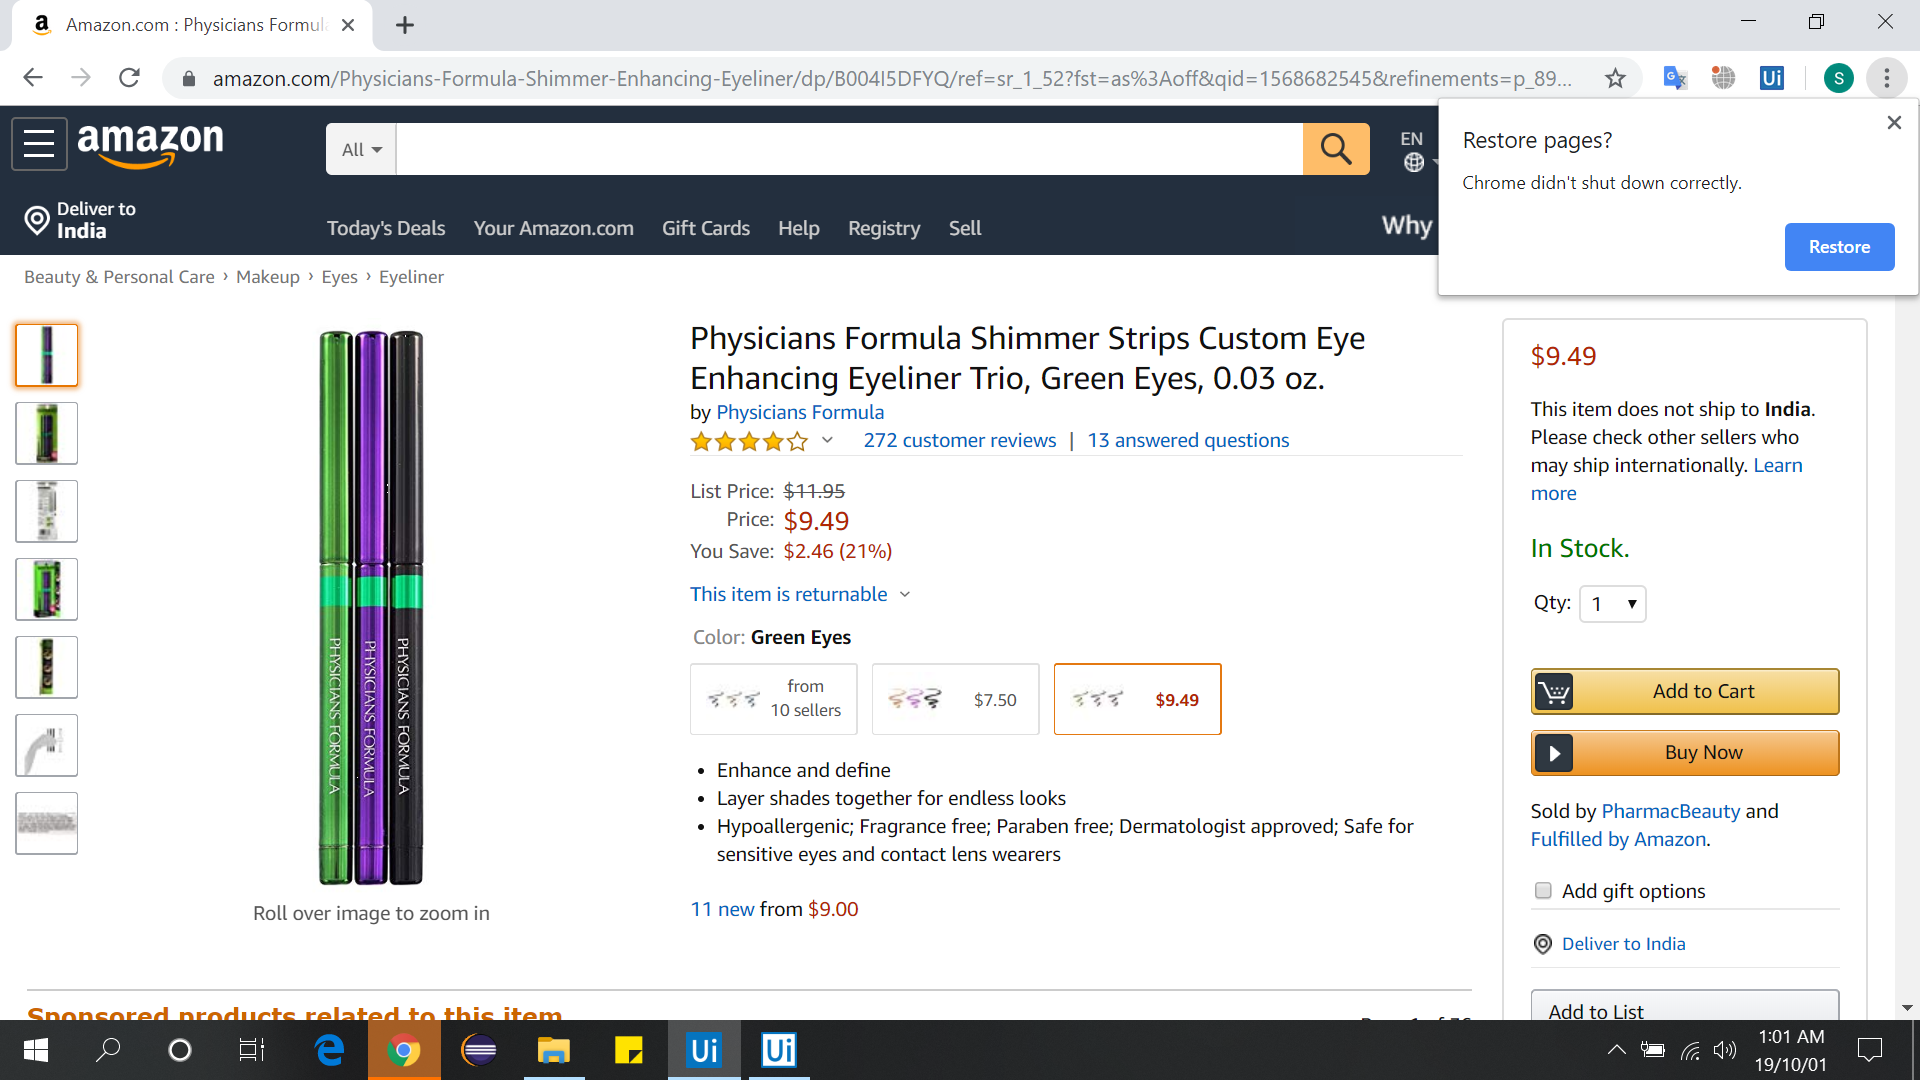 Amazon.com : Physicians Formul
amazon.com/Physicians-Formula-Shimmer-Enhancing-Eyeliner/dp/B004I5DFYQ/ref=sr_1_52?fst=as%3Aoff&qid=1568682545&refinements=p_89...
S
Ui
Restore pages?
Chrome didn't shut down correctly.
Restore
amazon
All
EN
Deliver to
India
Today's Deals
Your Amazon.com
Gift Cards
Help
Registry
Sell
Why
Beauty & Personal Care › Makeup › Eyes › Eyeliner
PHYSICIANS FORMULA
PHYSICIANS FORMULA
PHYSICIANS FORMULA
Roll over image to zoom in
Physicians Formula Shimmer Strips Custom Eye
Enhancing Eyeliner Trio, Green Eyes, 0.03 oz.
by Physicians Formula
272 customer reviews | 13 answered questions
List Price: $11.95
Price: $9.49
You Save: $2.46 (21%)
This item is returnable
Color: Green Eyes
from
10 sellers
$7.50
$9.49
• Enhance and define
• Layer shades together for endless looks
• Hypoallergenic; Fragrance free; Paraben free; Dermatologist approved; Safe for
sensitive eyes and contact lens wearers
11 new from $9.00
$9.49
This item does not ship to India.
Please check other sellers who
may ship internationally. Learn
more
In Stock.
Qty: 1
Add to Cart
Buy Now
Sold by PharmacBeauty and
Fulfilled by Amazon.
Add gift options
Deliver to India
Add to List
Sponsored products related to this item
Ui
Ui
1:01 AM
19/10/01